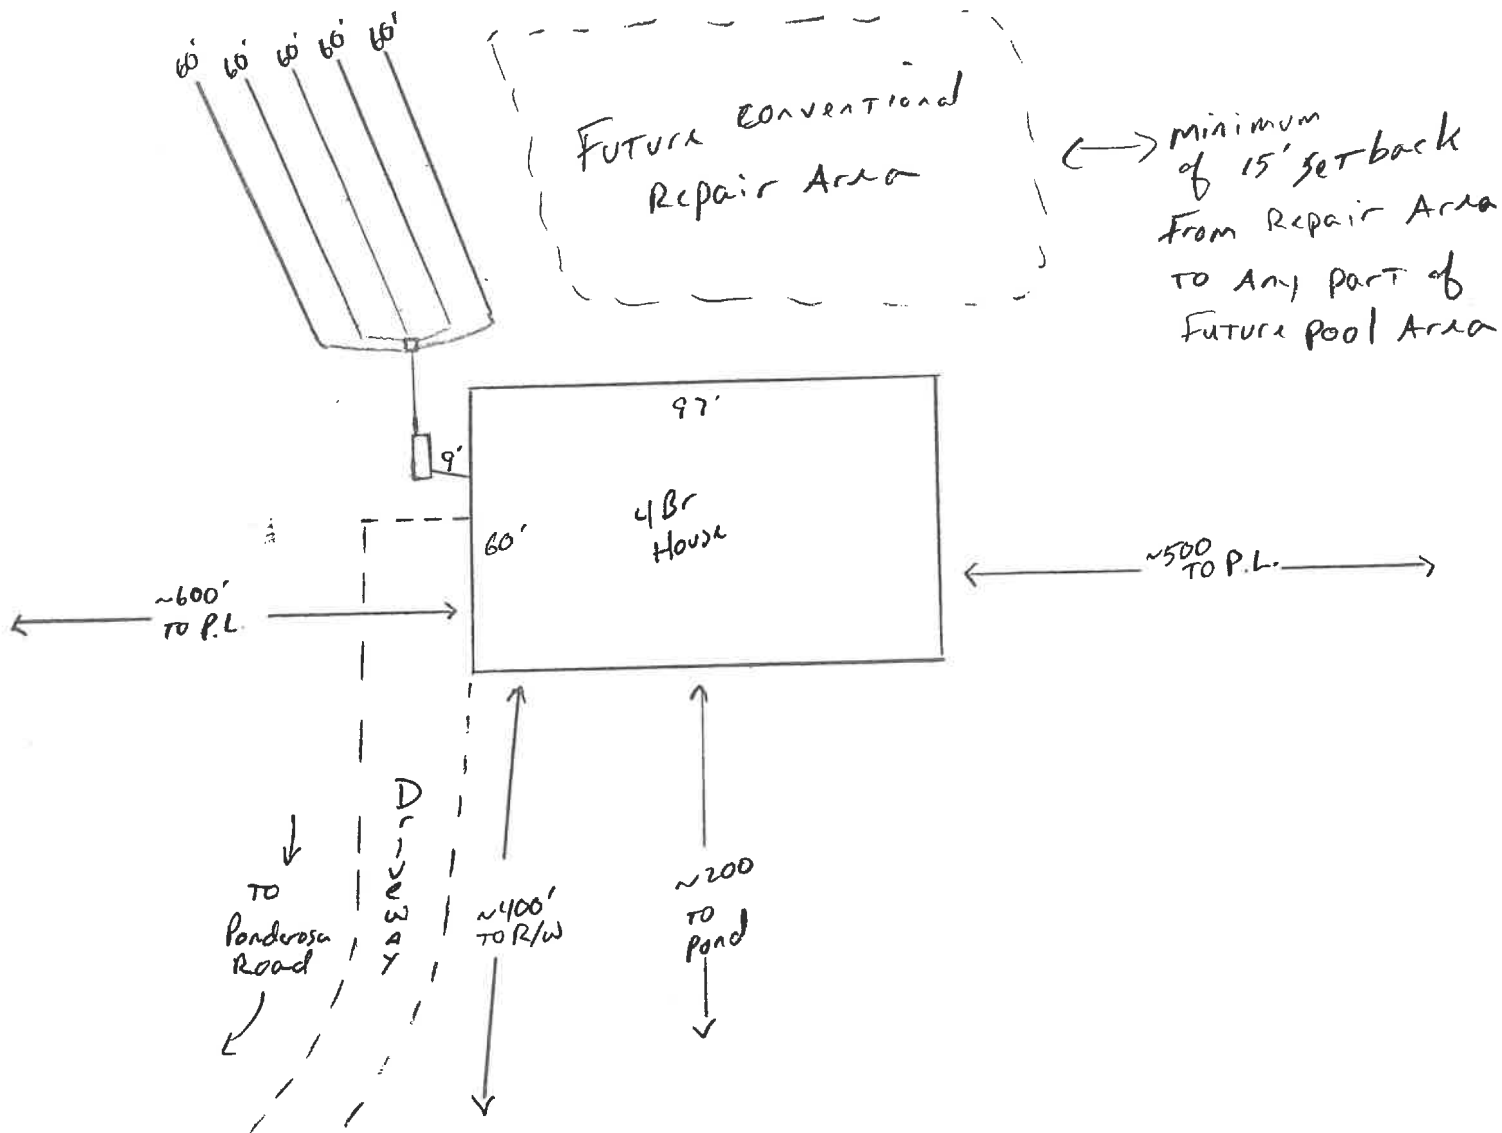 60' 60' 60' 60' 60'
Future Conventional
Repair Area
minimum
of 15' setback
From Repair Area
TO Any part of
Future pool Area
97'
9'
4Br
House
60'
~500
TO P.L.
~600'
TO P.L.
Driveway
TO
Ponderosa
Road
~400'
TO R/W
~200
TO
Pond